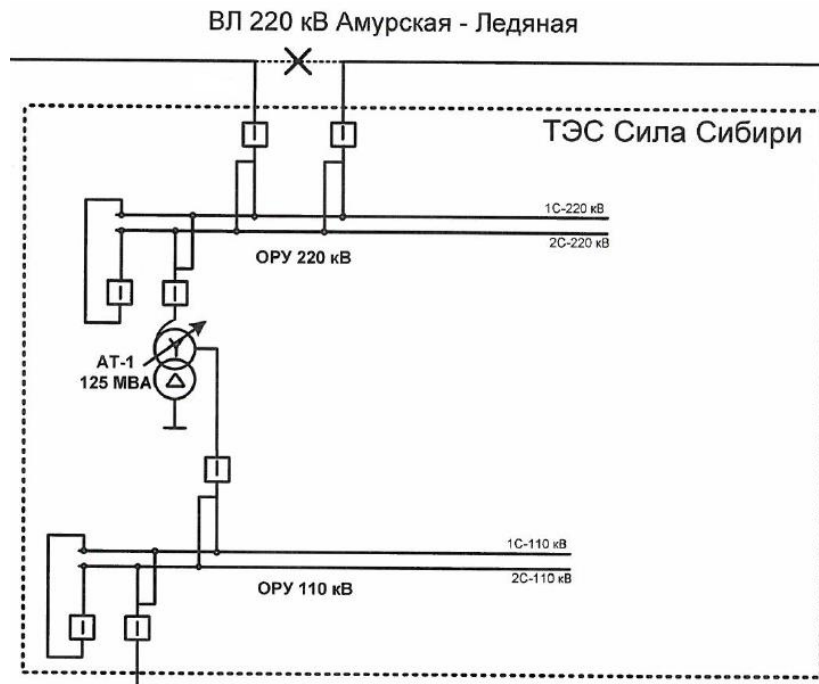 ВЛ 220 кВ Амурская - Ледяная
ТЭС Сила Сибири
1С-220 кВ
2С-220 кВ
ОРУ 220 кВ
АТ-1
125 МВА
1С-110 кВ
2С-110 кВ
ОРУ 110 кВ